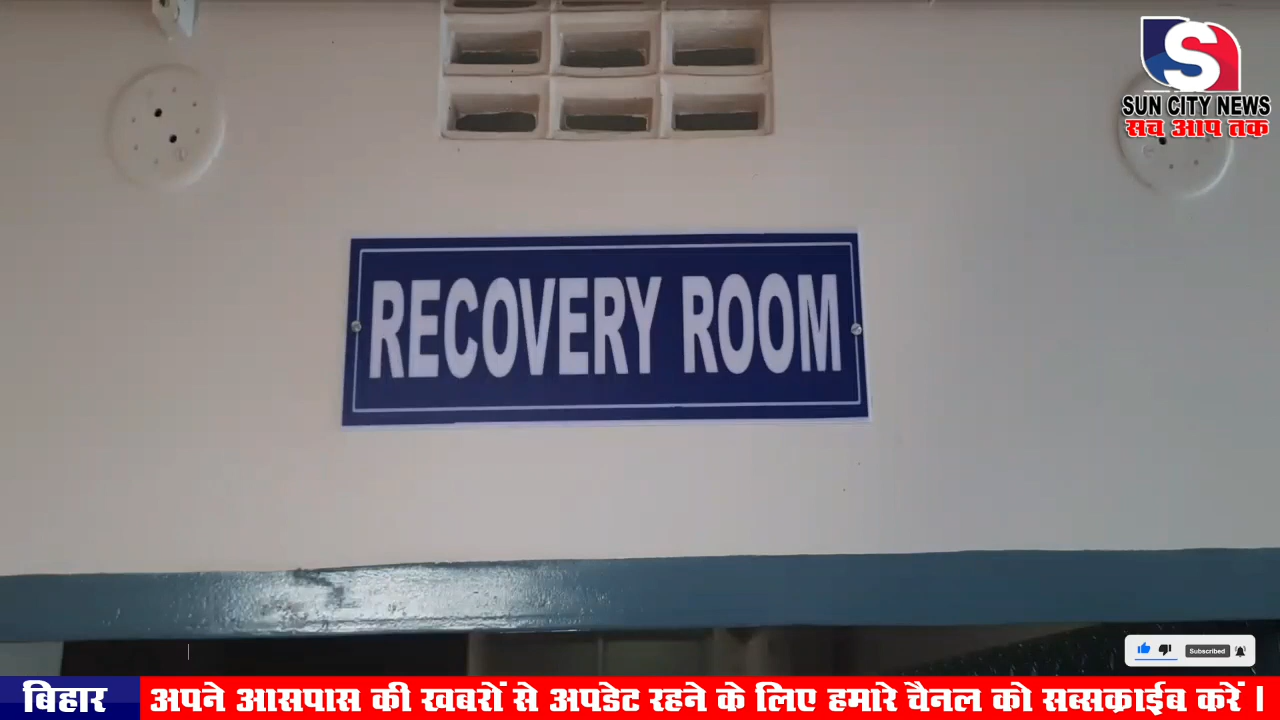 SUN CITY NEWS
सच आप तक
RECOVERY ROOM
Subscribed
बिहार
अपने आसपास की खबरों से अपडेट रहने के लिए हमारे चैनल को सब्सक्राईब करें ।